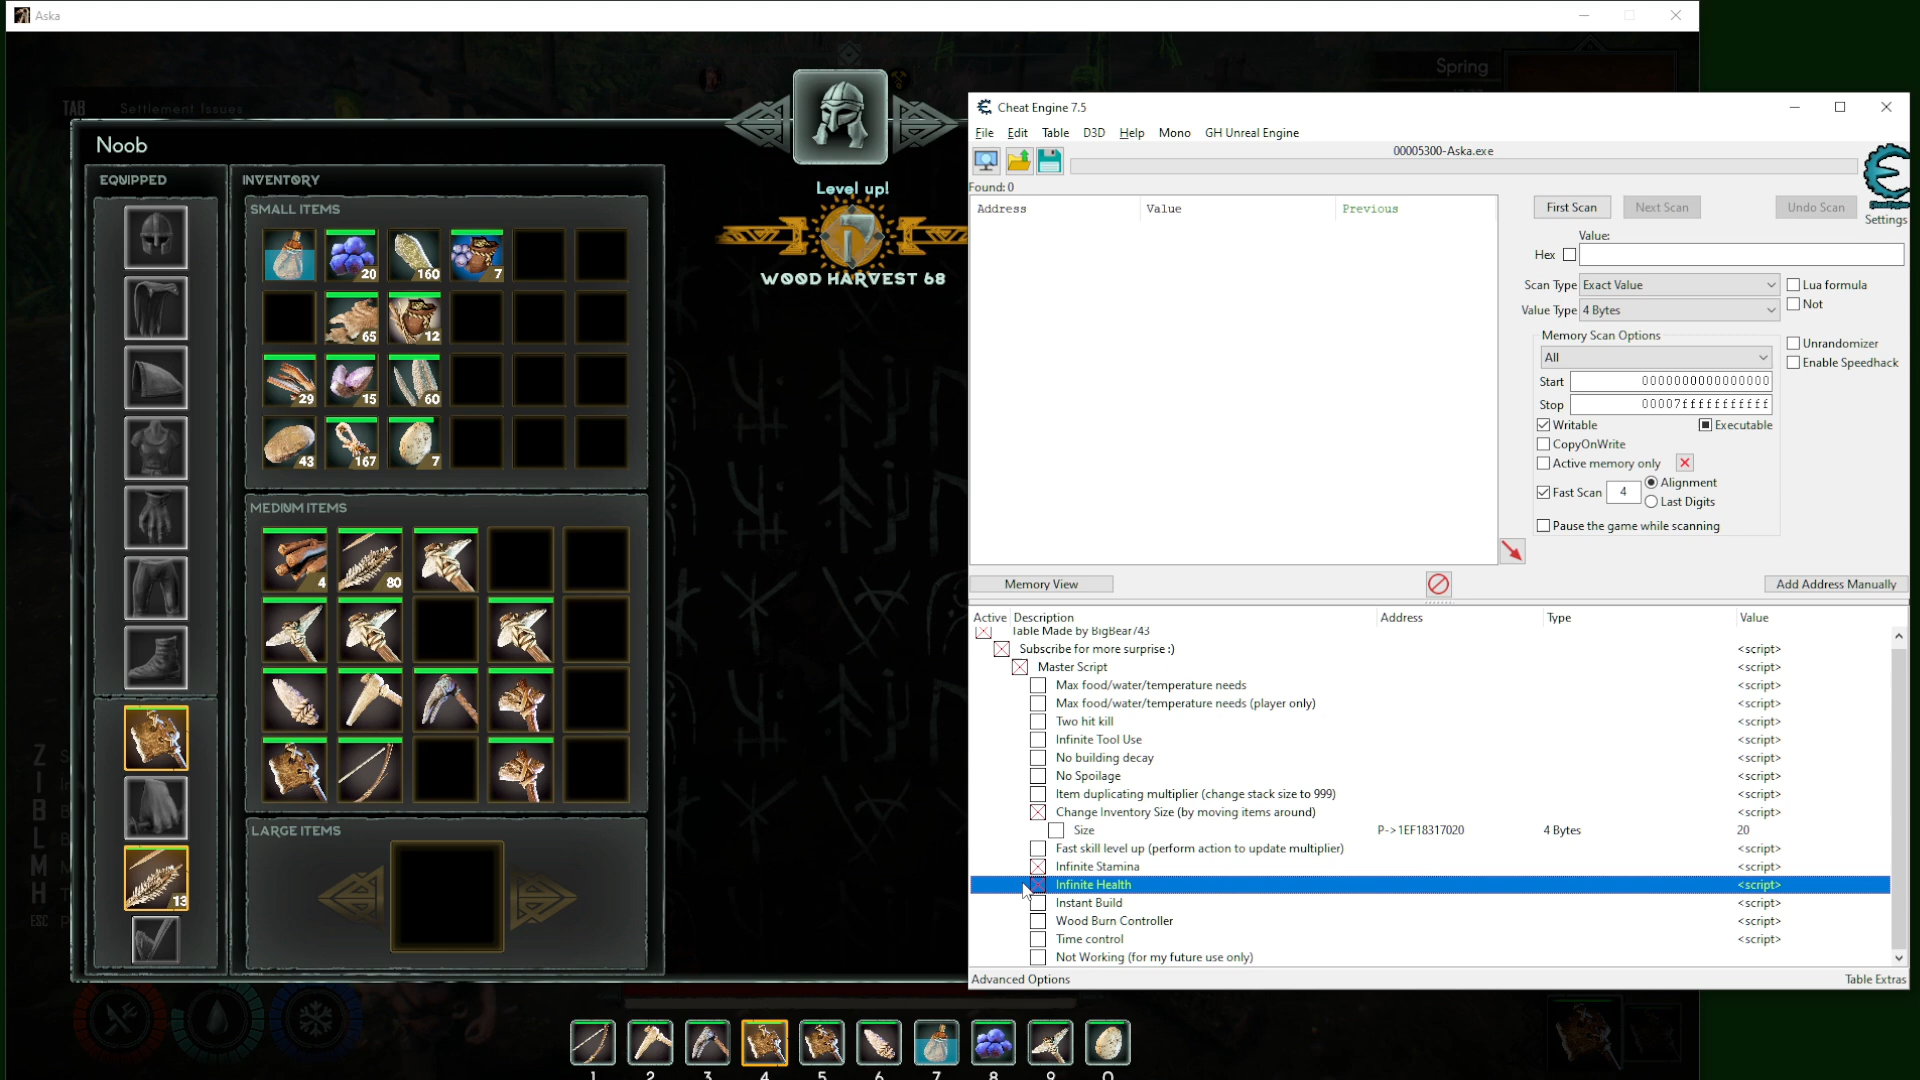 Aska
Spring
TAB Settlement Issues
Noob
EQUIPPED
INVENTORY
SMALL ITEMS
20
160
7
65
12
29
15
60
43
167
7
MEDIUM ITEMS
4
80
LARGE ITEMS
13
Level up!
WOOD HARVEST 68
Z
I
B
L
M
H
ESC
1 2 3 4 5 6 7 8 9 0
Cheat Engine 7.5
File Edit Table D3D Help Mono GH Unreal Engine
00005300-Aska.exe
Found: 0
Address Value Previous
First Scan Next Scan Undo Scan
Settings
Value:
Hex
Scan Type Exact Value
Lua formula
Value Type 4 Bytes
Not
Memory Scan Options
All
Unrandomizer
Enable Speedhack
Start 0000000000000000
Stop 00007fffffffffff
Writable Executable
CopyOnWrite
Active memory only
Fast Scan 4 Alignment
Last Digits
Pause the game while scanning
Memory View
Add Address Manually
Active Description Address Type Value
Table Made by BigBear743
Subscribe for more surprise :) <script>
Master Script <script>
Max food/water/temperature needs <script>
Max food/water/temperature needs (player only) <script>
Two hit kill <script>
Infinite Tool Use <script>
No building decay <script>
No Spoilage <script>
Item duplicating multiplier (change stack size to 999) <script>
Change Inventory Size (by moving items around) <script>
Size P->1EF18317020 4 Bytes 20
Fast skill level up (perform action to update multiplier) <script>
Infinite Stamina <script>
Infinite Health <script>
Instant Build <script>
Wood Burn Controller <script>
Time control <script>
Not Working (for my future use only)
Advanced Options
Table Extras